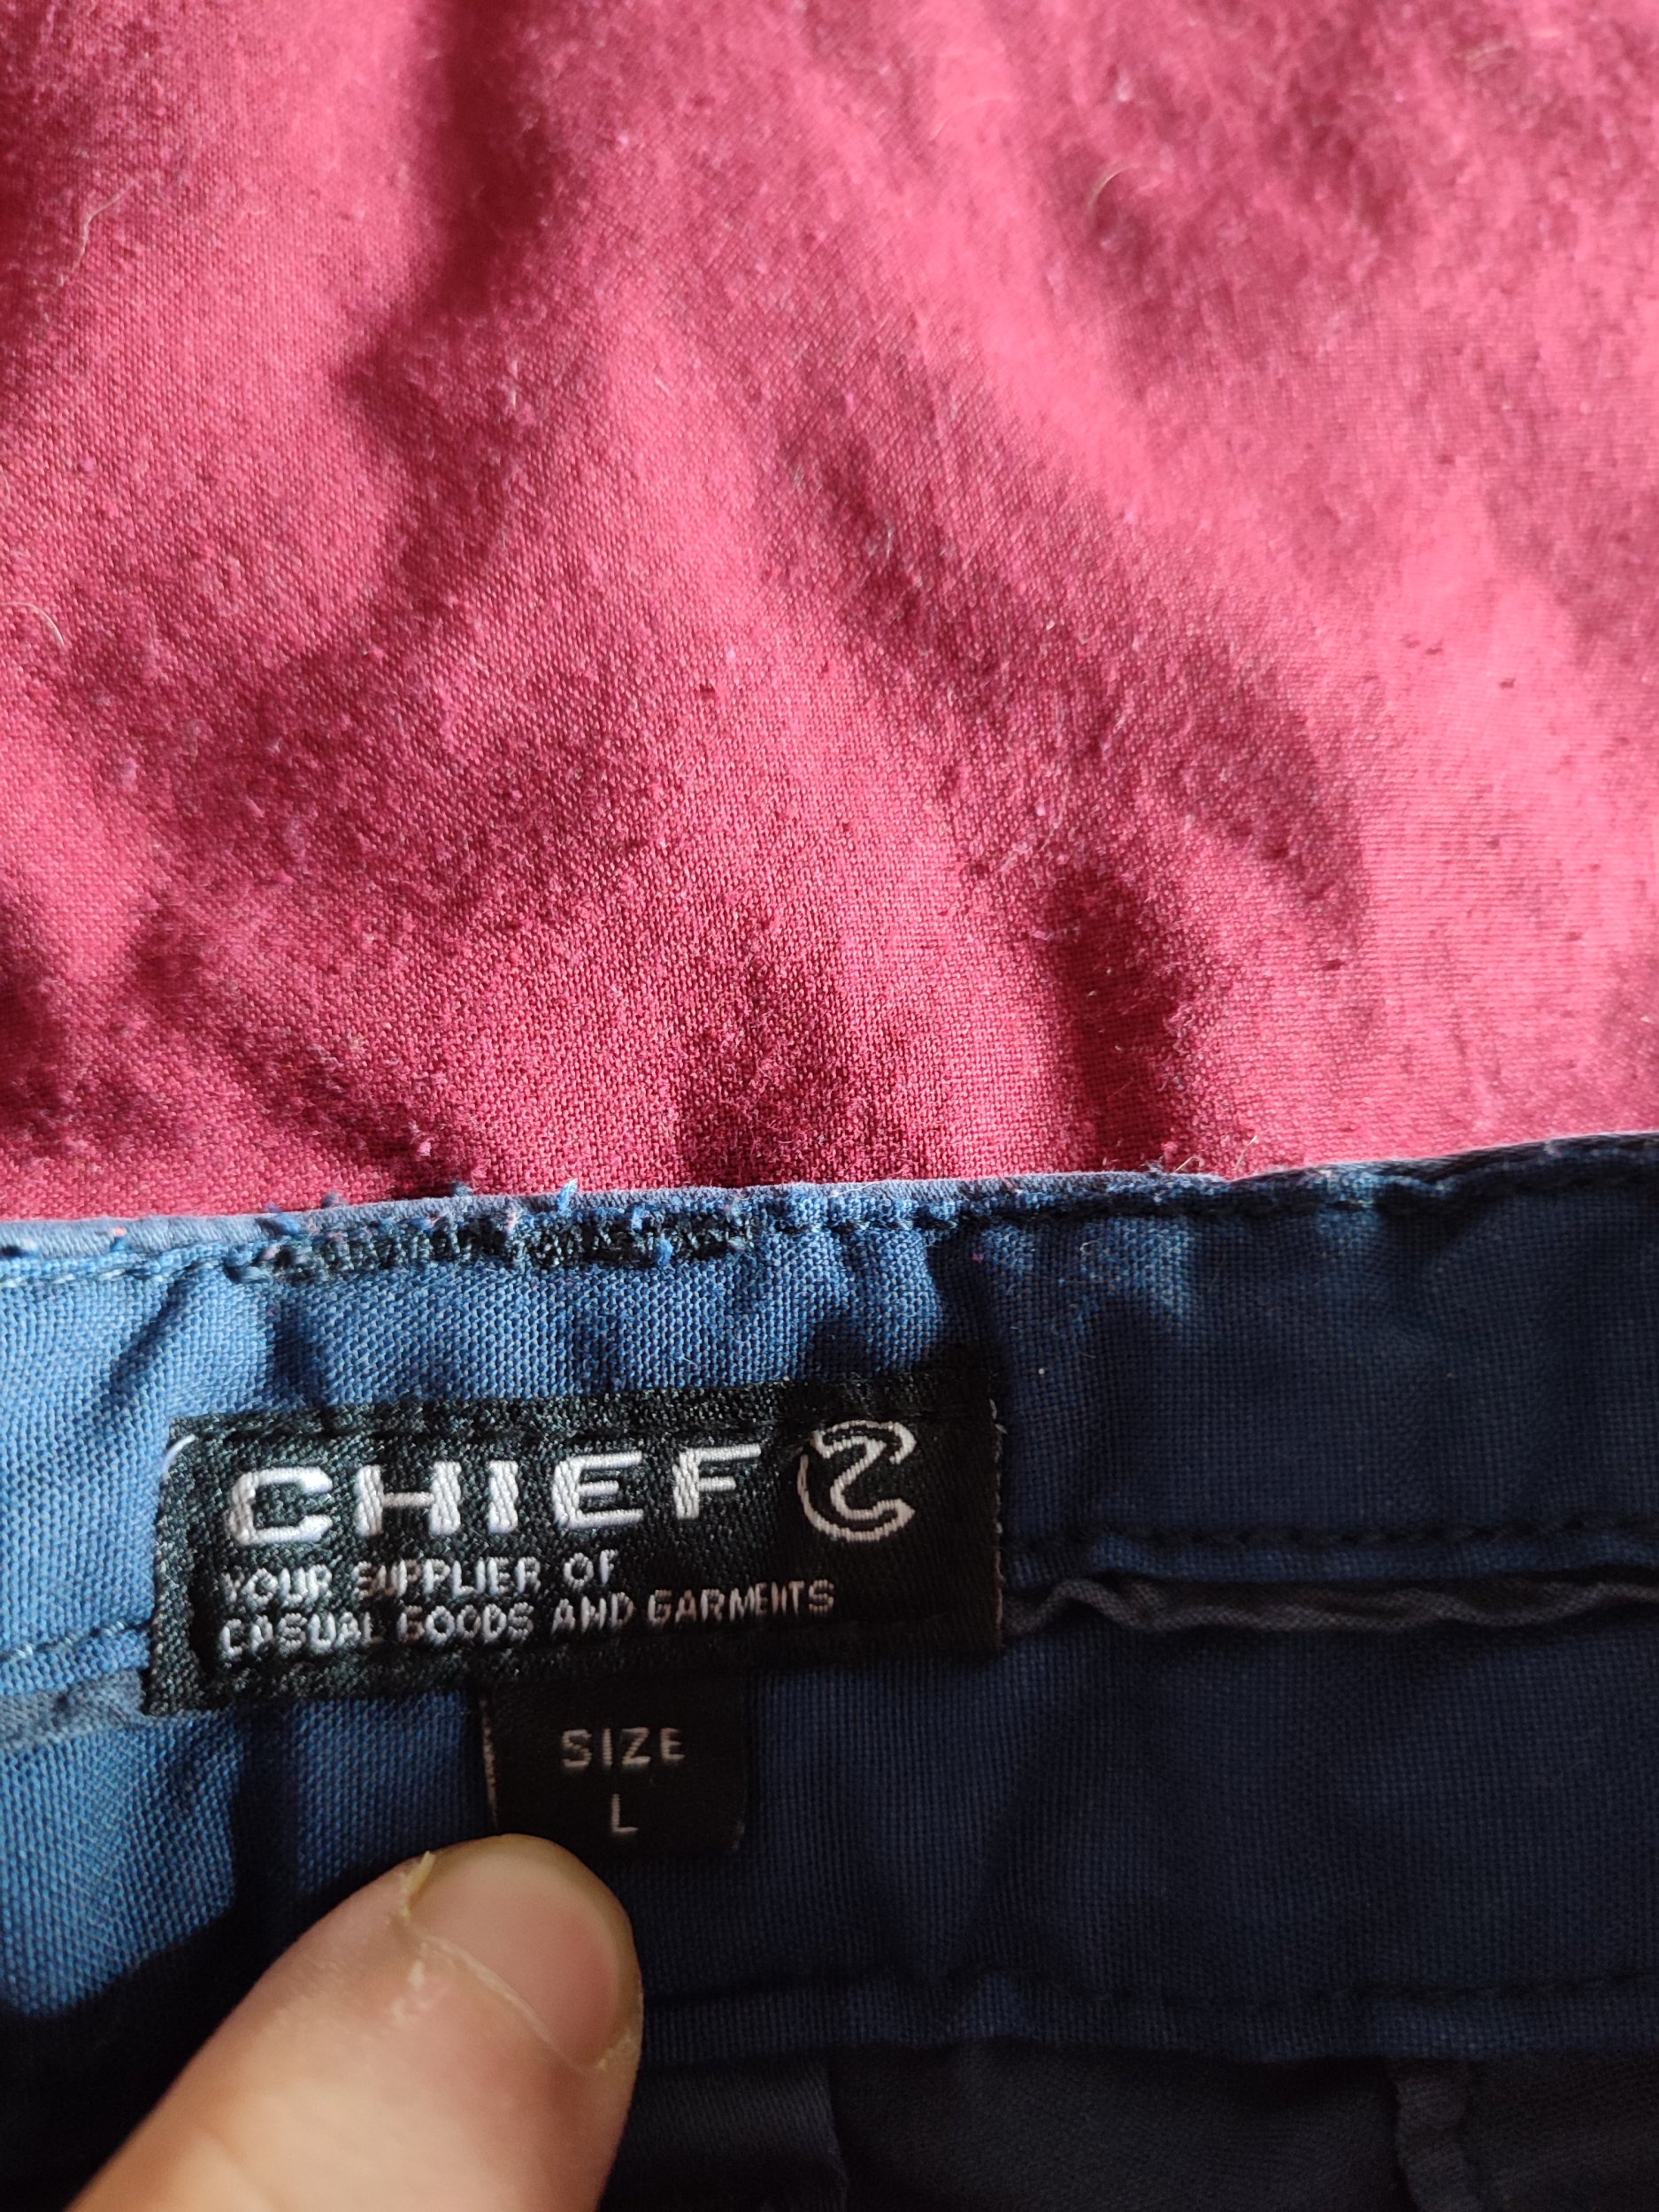 CHIEF
YOUR SUPPLIER OF
CASUAL GOODS AND GARMENTS
SIZE
L